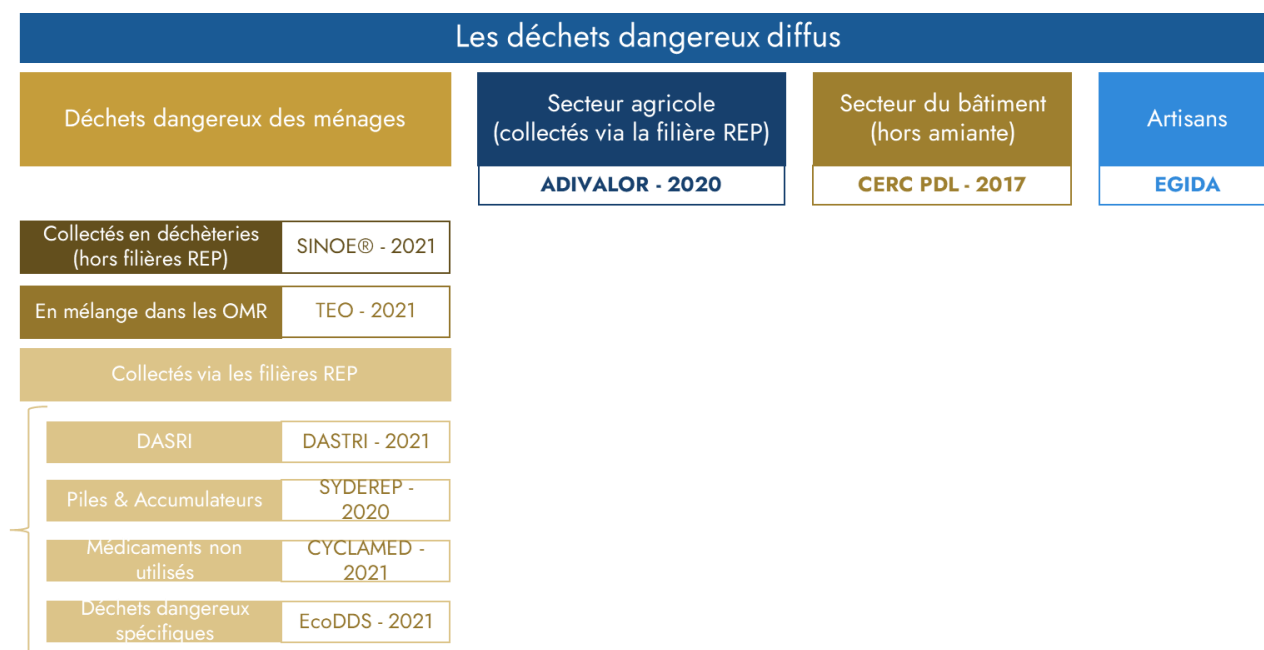 Les déchets dangereux diffus
Déchets dangereux des ménages
Secteur agricole
(collectés via la filière REP)
ADIVALOR - 2020
Secteur du bâtiment
(hors amiante)
CERC PDL - 2017
Artisans
EGIDA
Collectés en déchèteries
(hors filières REP)
SINOE® - 2021
En mélange dans les OMR
TEO - 2021
Collectés via les filières REP
DASRI
DASTRI - 2021
Piles & Accumulateurs
SYDEREP -
2020
Médicaments non
utilisés
CYCLAMED -
2021
Déchets dangereux
spécifiques
EcoDDS - 2021